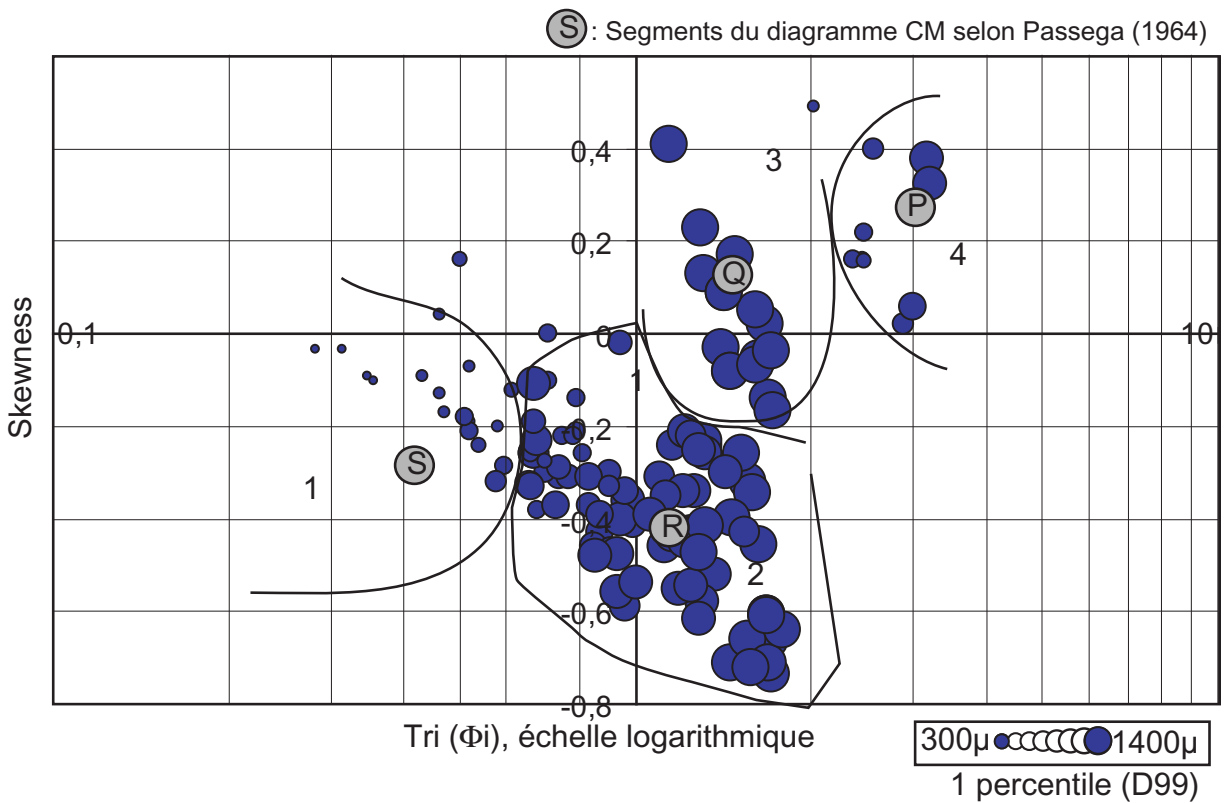 S : Segments du diagramme CM selon Passega (1964)
Skewness
0,4
0,2
0
-0,2
-0,4
-0,6
-0,8
0,1
1
10
3
4
1
2
P
Q
S
R
Tri (Φi), échelle logarithmique
300µ 1400µ
1 percentile (D99)